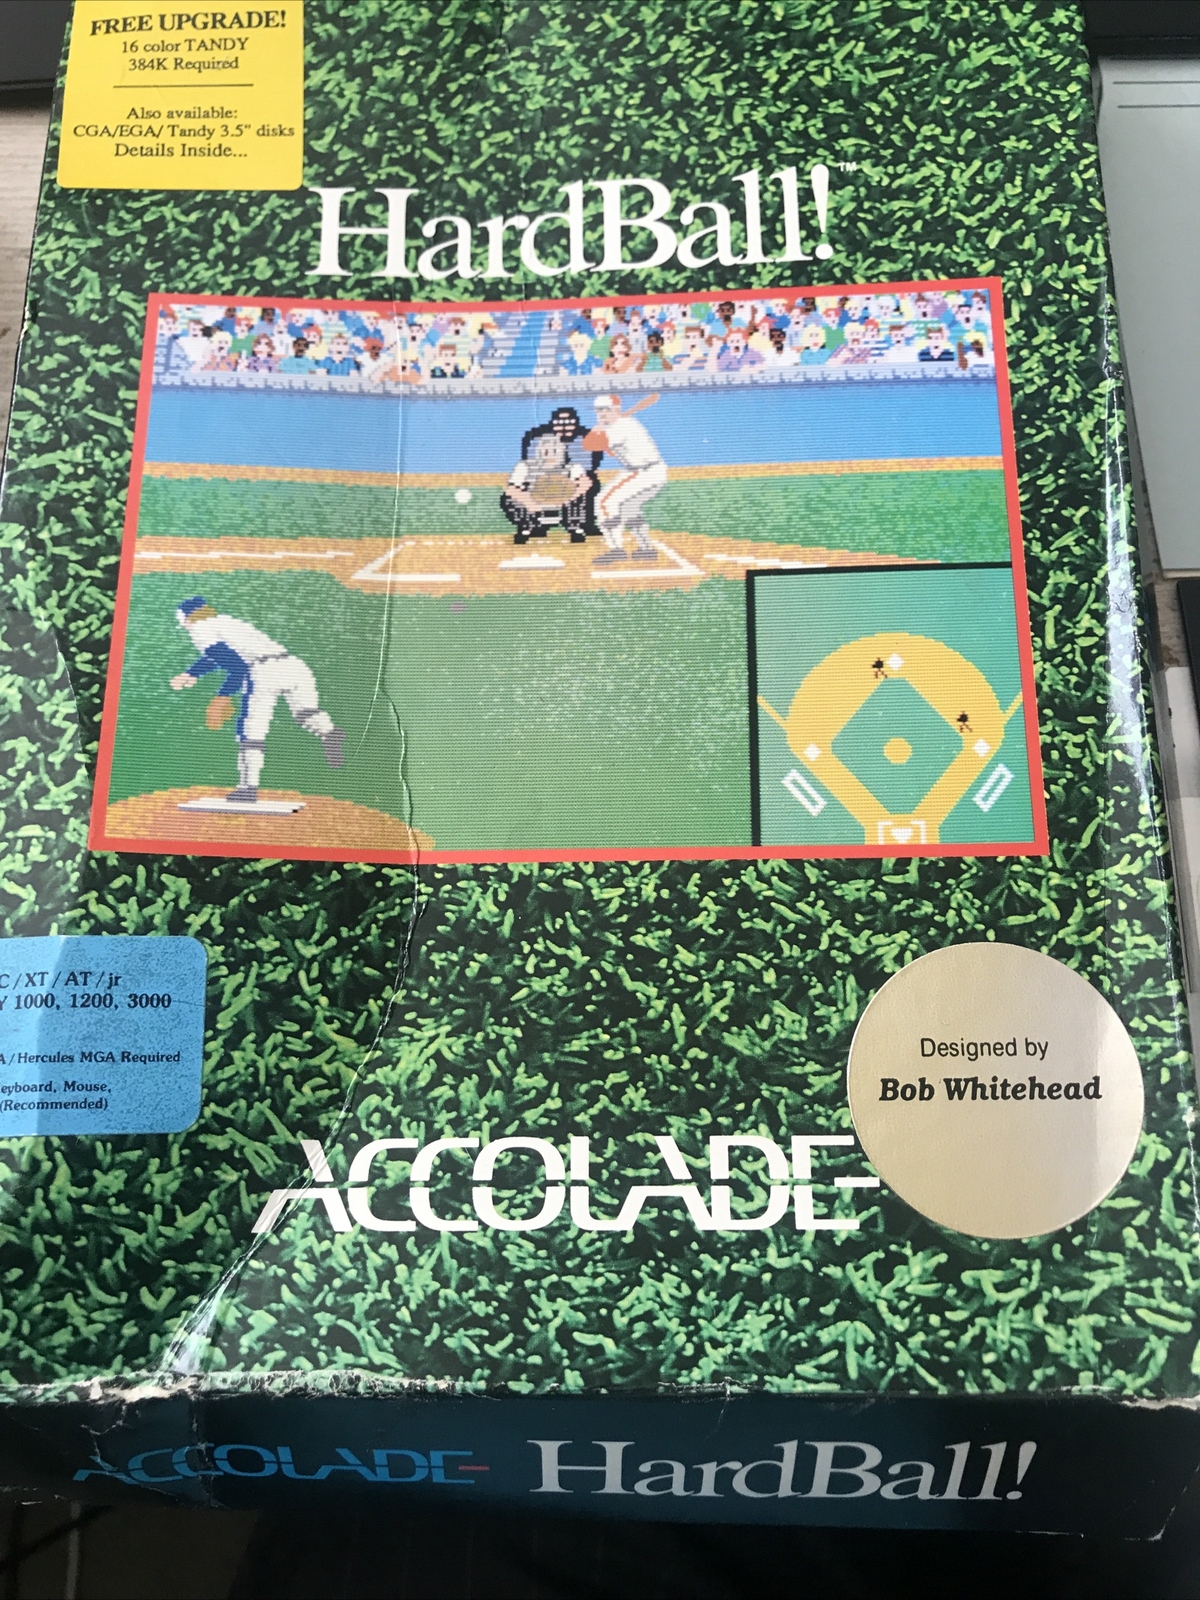 FREE UPGRADE!
16 color TANDY
384K Required
Also available:
CGA/EGA/ Tandy 3.5" disks
Details Inside...
HardBall!™
C/XT/AT/jr
Y 1000, 1200, 3000
A/Hercules MGA Required
eyboard, Mouse,
(Recommended)
Designed by
Bob Whitehead
ACCOLADE
ACCOLADE HardBall!